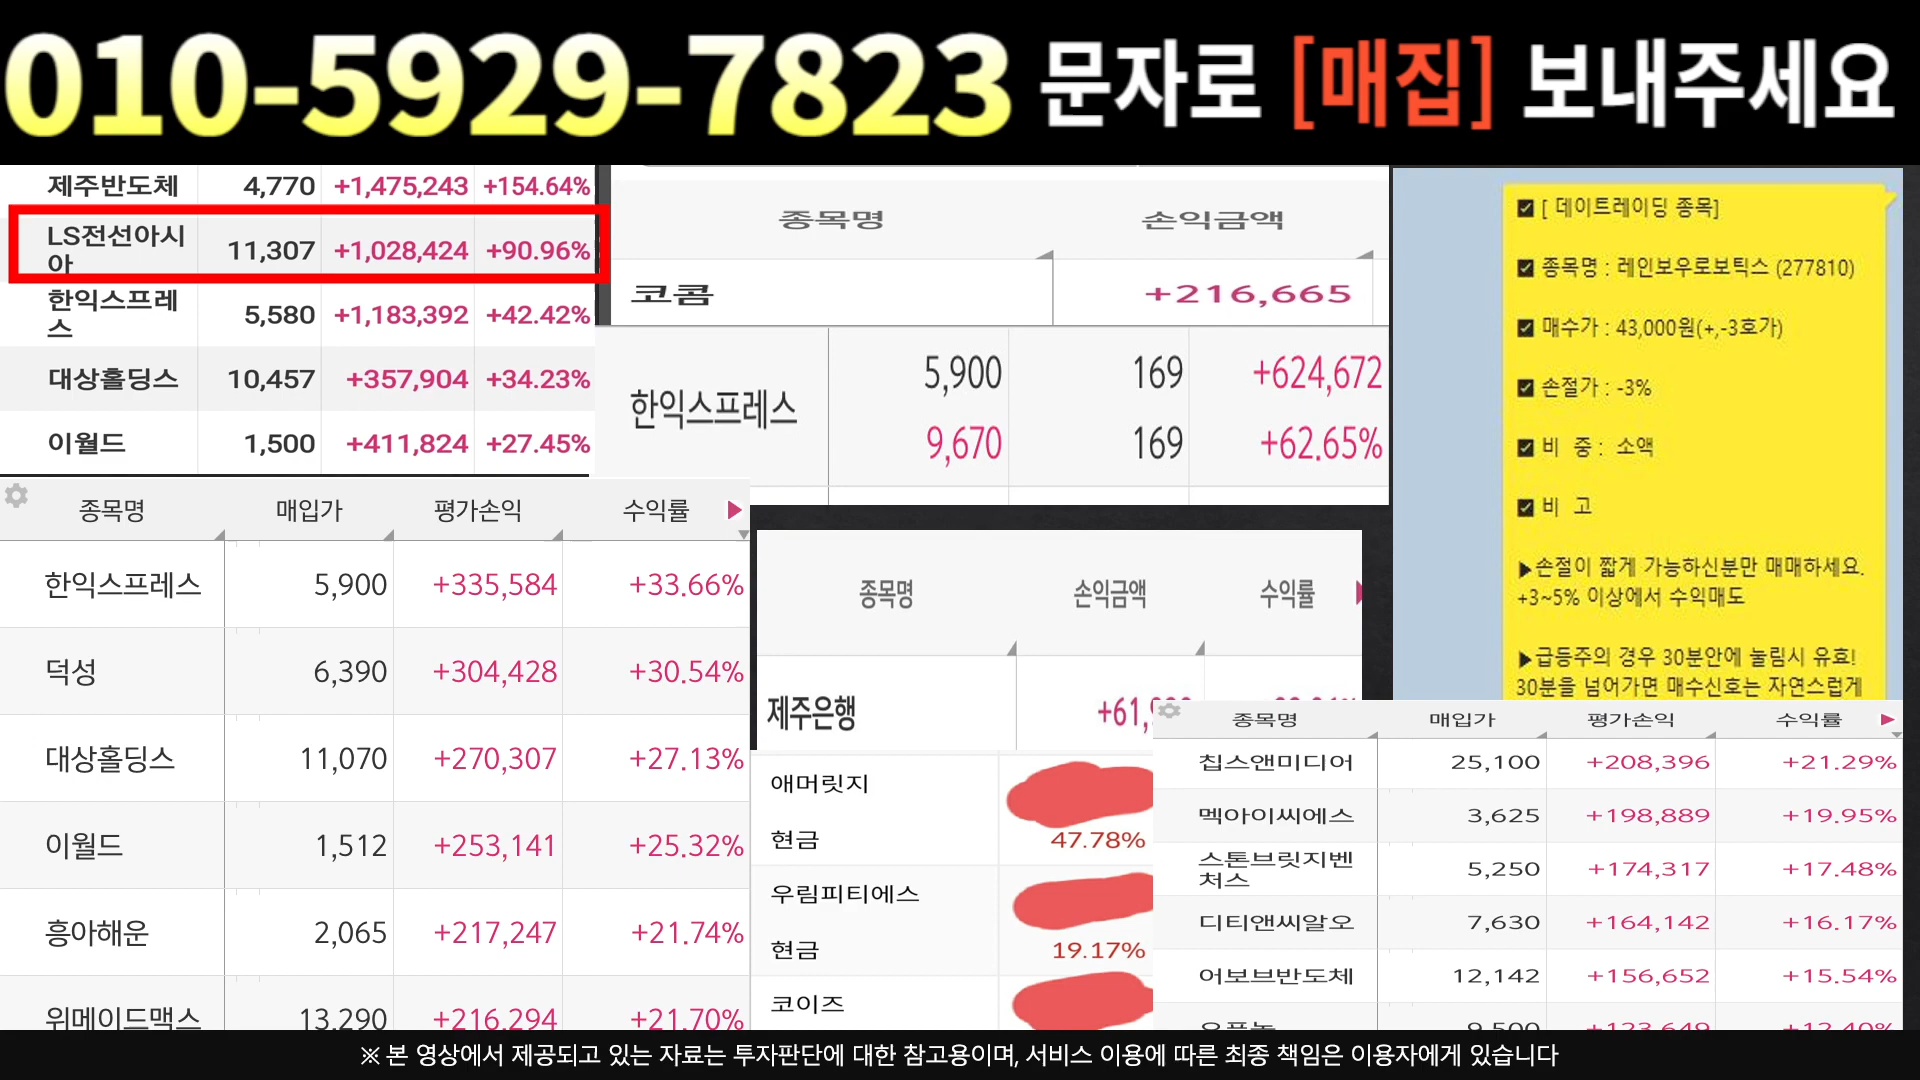 010-5929-7823 문자로 [매집] 보내주세요
제주반도체 4,770 +1,475,243 +154.64%
LS전선아시
아 11,307 +1,028,424 +90.96%
한익스프레
스 5,580 +1,183,392 +42.42%
대상홀딩스 10,457 +357,904 +34.23%
이월드 1,500 +411,824 +27.45%
종목명 손익금액
코콤 +216,665
한익스프레스
5,900 169 +624,672
9,670 169 +62.65%
☑ [ 데이트레이딩 종목]
☑ 종목명 : 레인보우로보틱스 (277810)
☑ 매수가 : 43,000원(+,-3호가)
☑ 손절가 : -3%
☑ 비 중 : 소액
☑ 비 고
▶손절이 짧게 가능하신분만 매매하세요.
+3~5% 이상에서 수익매도
▶급등주의 경우 30분안에 눌림시 유효!
30분을 넘어가면 매수신호는 자연스럽게
종목명 매입가 평가손익 수익률
한익스프레스 5,900 +335,584 +33.66%
덕성 6,390 +304,428 +30.54%
대상홀딩스 11,070 +270,307 +27.13%
이월드 1,512 +253,141 +25.32%
흥아해운 2,065 +217,247 +21.74%
위메이드맥스 13,290 +216,294 +21.70%
종목명 손익금액 수익률
제주은행
애머릿지
현금 47.78%
우림피티에스
현금 19.17%
코이즈
종목명 매입가 평가손익 수익률
칩스앤미디어 25,100 +208,396 +21.29%
멕아이씨에스 3,625 +198,889 +19.95%
스톤브릿지벤
처스 5,250 +174,317 +17.48%
디티앤씨알오 7,630 +164,142 +16.17%
어보브반도체 12,142 +156,652 +15.54%
※ 본 영상에서 제공되고 있는 자료는 투자판단에 대한 참고용이며, 서비스 이용에 따른 최종 책임은 이용자에게 있습니다